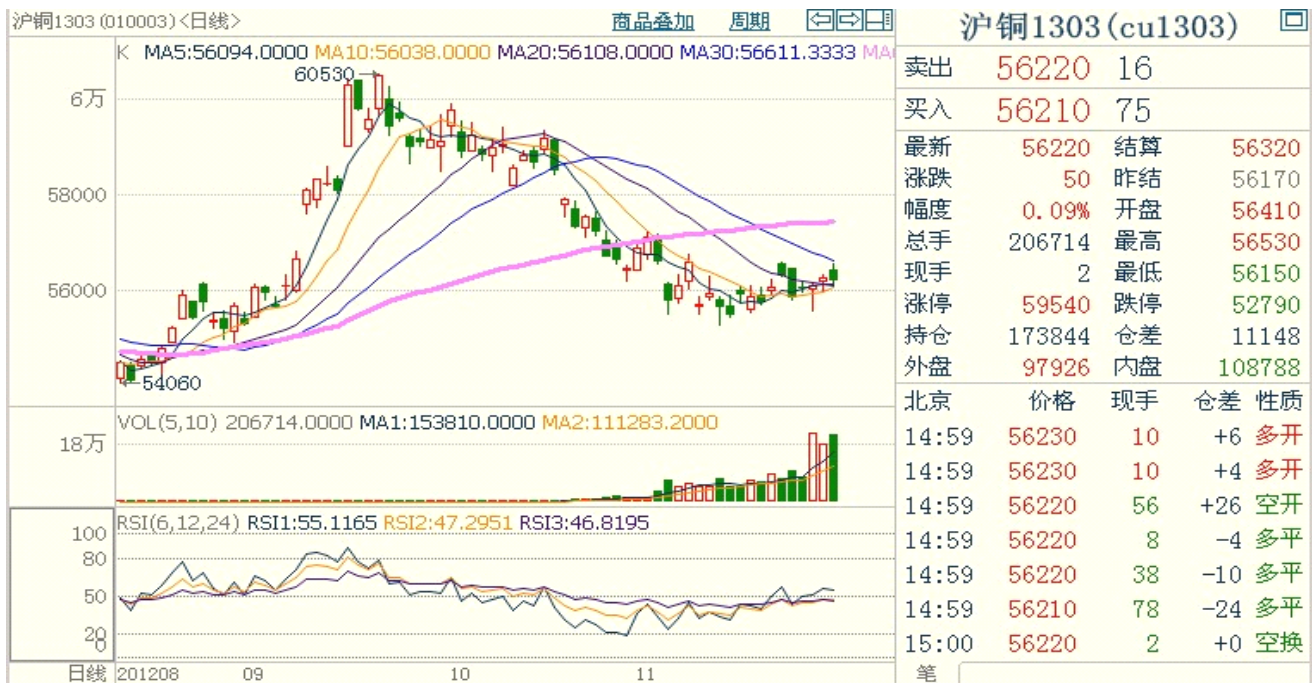 沪铜1303(010003)<日线> 商品叠加 周期
K MA5:56094.0000 MA10:56038.0000 MA20:56108.0000 MA30:56611.3333 MA
60530
6万
58000
56000
54060
VOL(5,10) 206714.0000 MA1:153810.0000 MA2:111283.2000
18万
RSI(6,12,24) RSI1:55.1165 RSI2:47.2951 RSI3:46.8195
100
80
50
20
0
日线 201208 09 10 11
沪铜1303(cu1303)
卖出 56220 16
买入 56210 75
最新 56220 结算 56320
涨跌 50 昨结 56170
幅度 0.09% 开盘 56410
总手 206714 最高 56530
现手 2 最低 56150
涨停 59540 跌停 52790
持仓 173844 仓差 11148
外盘 97926 内盘 108788
北京 价格 现手 仓差 性质
14:59 56230 10 +6 多开
14:59 56230 10 +4 多开
14:59 56220 56 +26 空开
14:59 56220 8 -4 多平
14:59 56220 38 -10 多平
14:59 56210 78 -24 多平
15:00 56220 2 +0 空换
笔